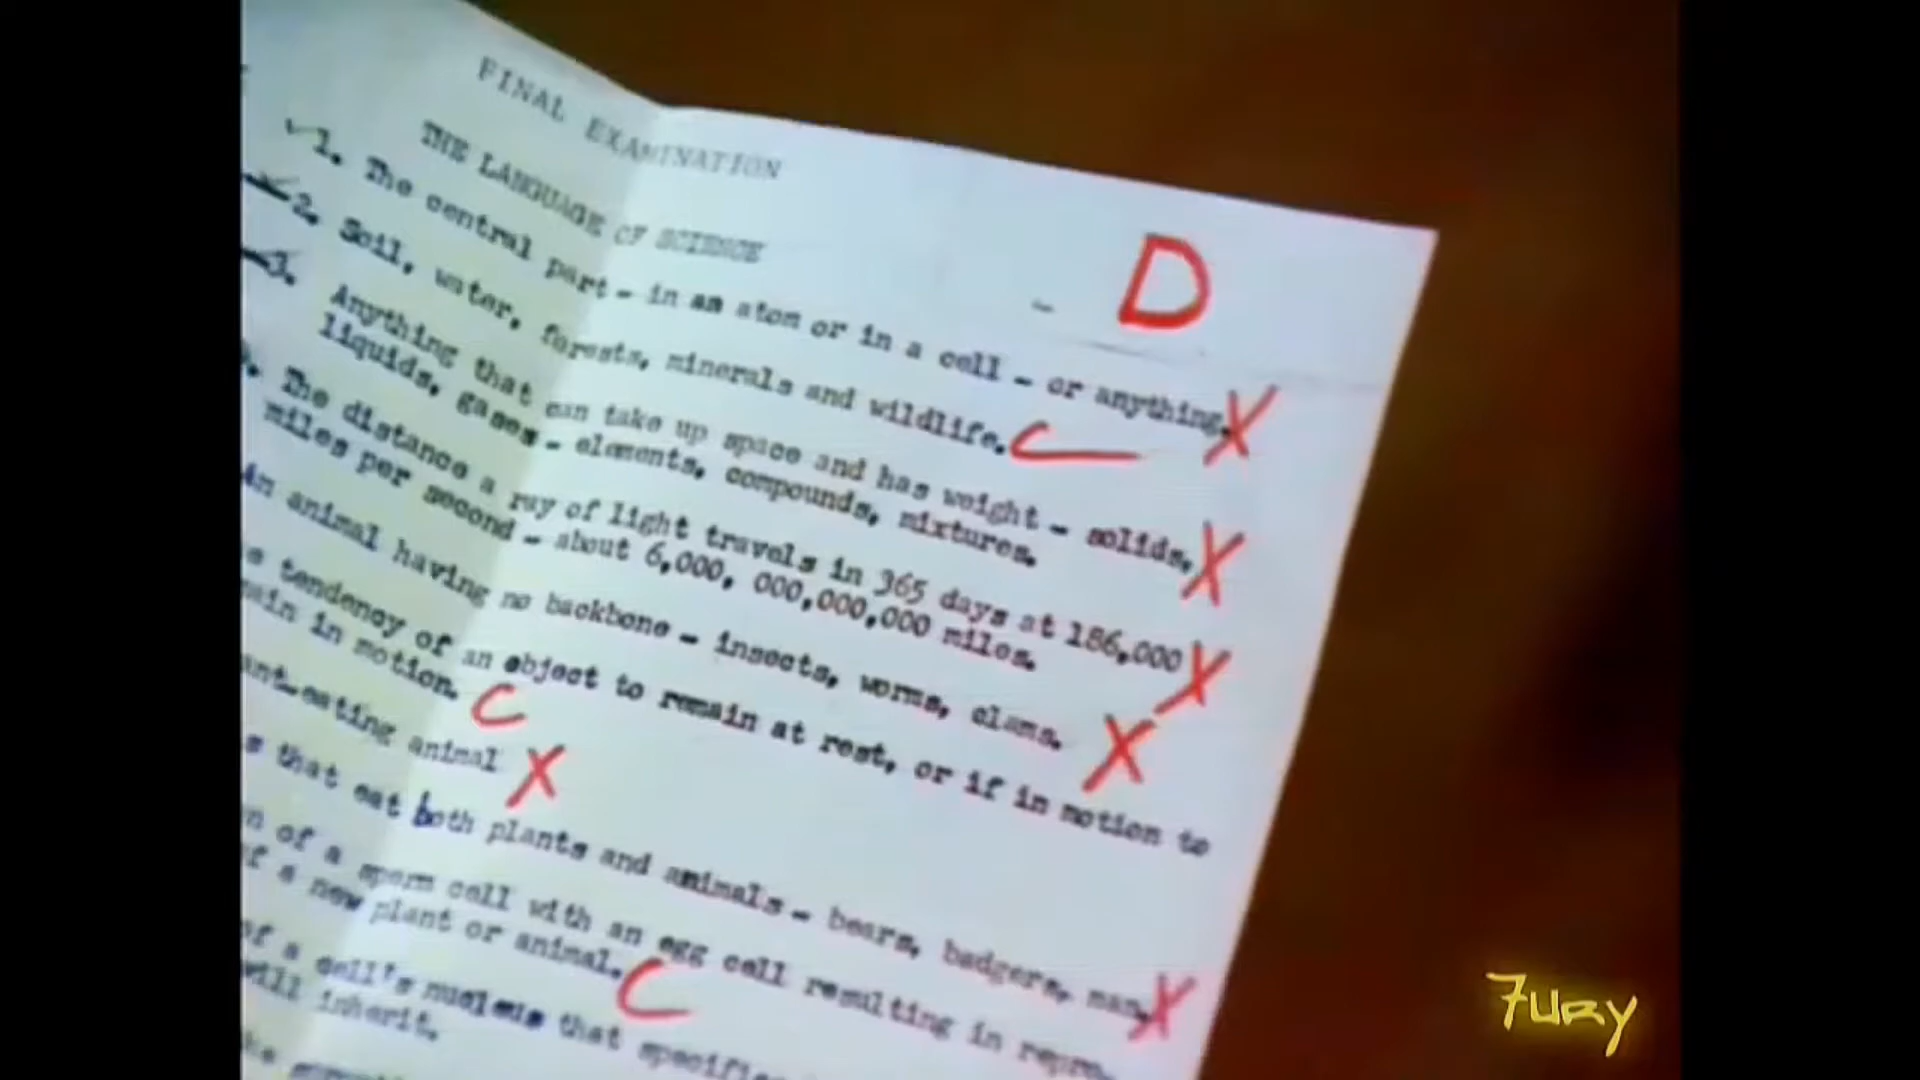 FINAL EXAMINATION
THE LANGUAGE OF SCIENCE
D
1. The central part - in an atom or in a cell - or anything. X
2. Soil, water, forests, minerals and wildlife. C
3. Anything that can take up space and has weight - solids, X
liquids, gases - elements, compounds, mixtures.
The distance a ray of light travels in 365 days at 186,000 X
miles per second - about 6,000, 000,000,000 miles.
An animal having no backbone - insects, worms, clams. X
tendency of an object to remain at rest, or if in motion to
in motion. C
eating animal X
that eat both plants and aminals - bears, badgers, man. X
of a sperm cell with an egg cell resulting in repro-
of a new plant or animal. C
of a cell's nucleus that specifies
will inherit.
7ury